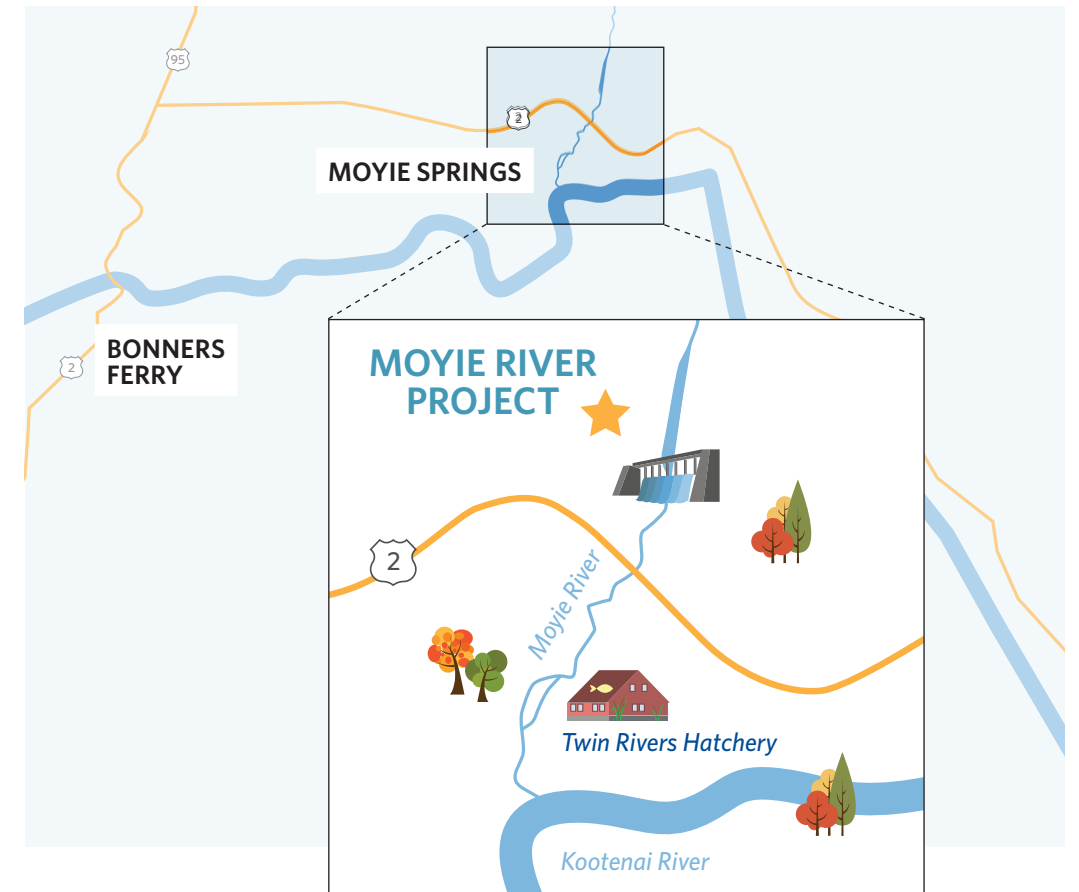 95
2
MOYIE SPRINGS
BONNERS
FERRY
2
MOYIE RIVER
PROJECT
2
Moyie River
Twin Rivers Hatchery
Kootenai River